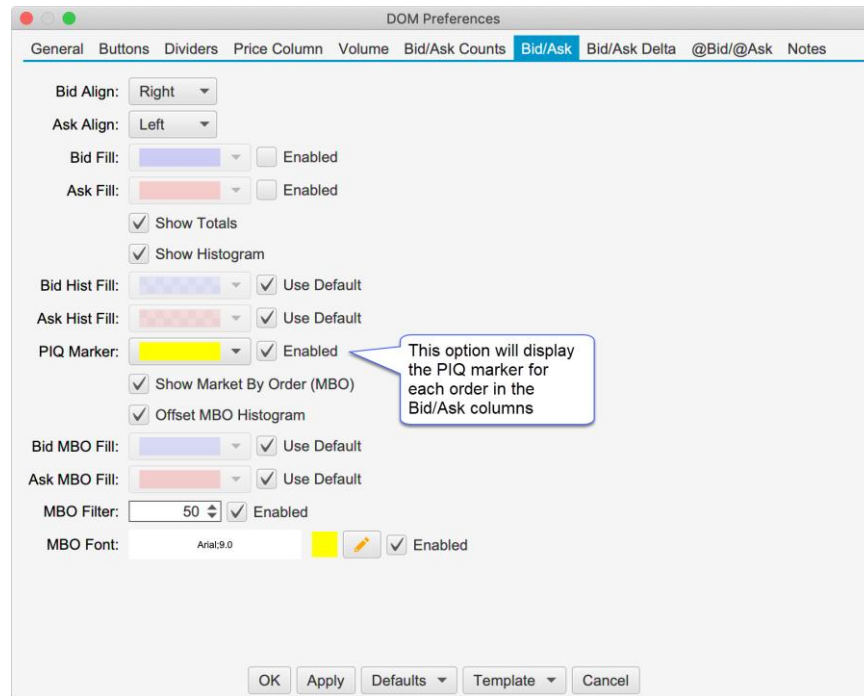 DOM Preferences
General Buttons Dividers Price Column Volume Bid/Ask Counts Bid/Ask Bid/Ask Delta @Bid/@Ask Notes
Bid Align: Right
Ask Align: Left
Bid Fill: Enabled
Ask Fill: Enabled
Show Totals
Show Histogram
Bid Hist Fill: Use Default
Ask Hist Fill: Use Default
PIQ Marker: Enabled
This option will display
the PIQ marker for
each order in the
Bid/Ask columns
Show Market By Order (MBO)
Offset MBO Histogram
Bid MBO Fill: Use Default
Ask MBO Fill: Use Default
MBO Filter: 50 Enabled
MBO Font: Arial;9.0 Enabled
OK Apply Defaults Template Cancel